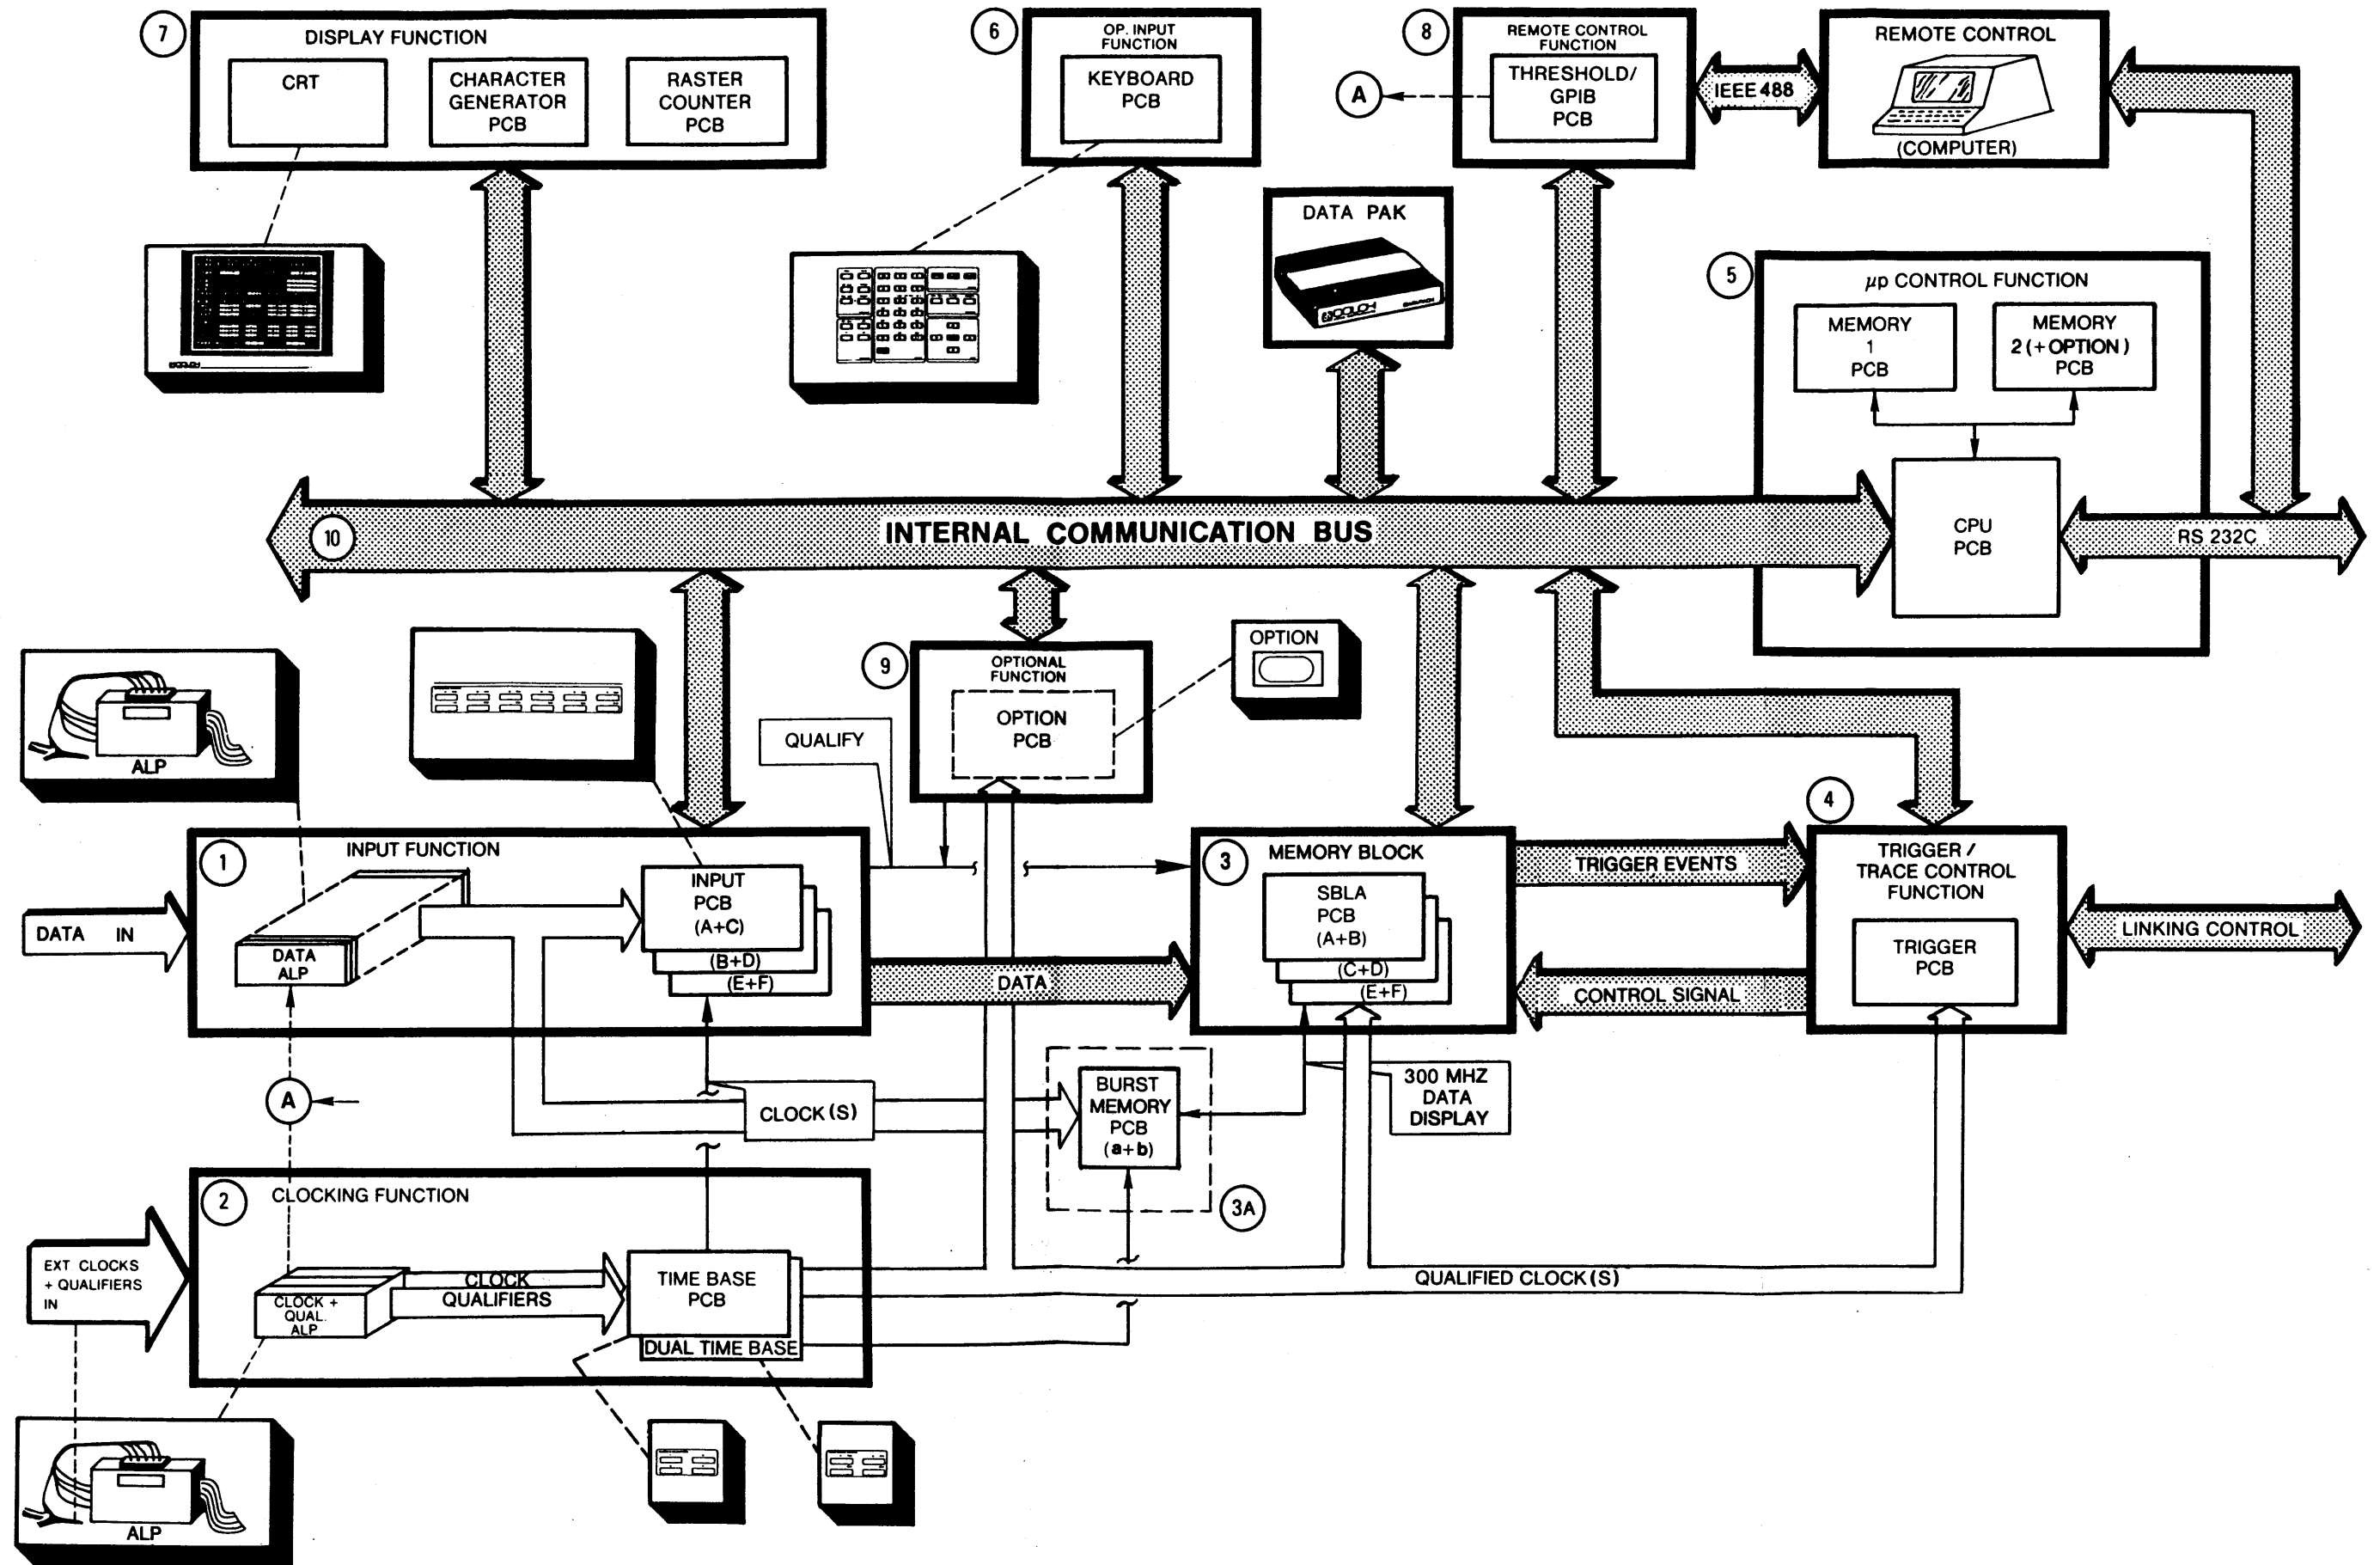 7
DISPLAY FUNCTION
CRT
CHARACTER
GENERATOR
PCB
RASTER
COUNTER
PCB
6
OP. INPUT
FUNCTION
KEYBOARD
PCB
8
REMOTE CONTROL
FUNCTION
THRESHOLD/
GPIB
PCB
A
IEEE 488
REMOTE CONTROL
(COMPUTER)
DATA PAK
5
µp CONTROL FUNCTION
MEMORY
1
PCB
MEMORY
2 (+ OPTION)
PCB
CPU
PCB
RS 232C
10
INTERNAL COMMUNICATION BUS
ALP
9
OPTIONAL
FUNCTION
OPTION
PCB
OPTION
QUALIFY
1
INPUT FUNCTION
DATA IN
DATA
ALP
INPUT
PCB
(A+C)
(B+D)
(E+F)
DATA
3
MEMORY BLOCK
SBLA
PCB
(A+B)
(C+D)
(E+F)
TRIGGER EVENTS
CONTROL SIGNAL
4
TRIGGER /
TRACE CONTROL
FUNCTION
TRIGGER
PCB
LINKING CONTROL
A
CLOCK (S)
BURST
MEMORY
PCB
(a+b)
3A
300 MHZ
DATA
DISPLAY
2
CLOCKING FUNCTION
EXT CLOCKS
+ QUALIFIERS
IN
CLOCK +
QUAL.
ALP
CLOCK
QUALIFIERS
TIME BASE
PCB
DUAL TIME BASE
QUALIFIED CLOCK (S)
ALP